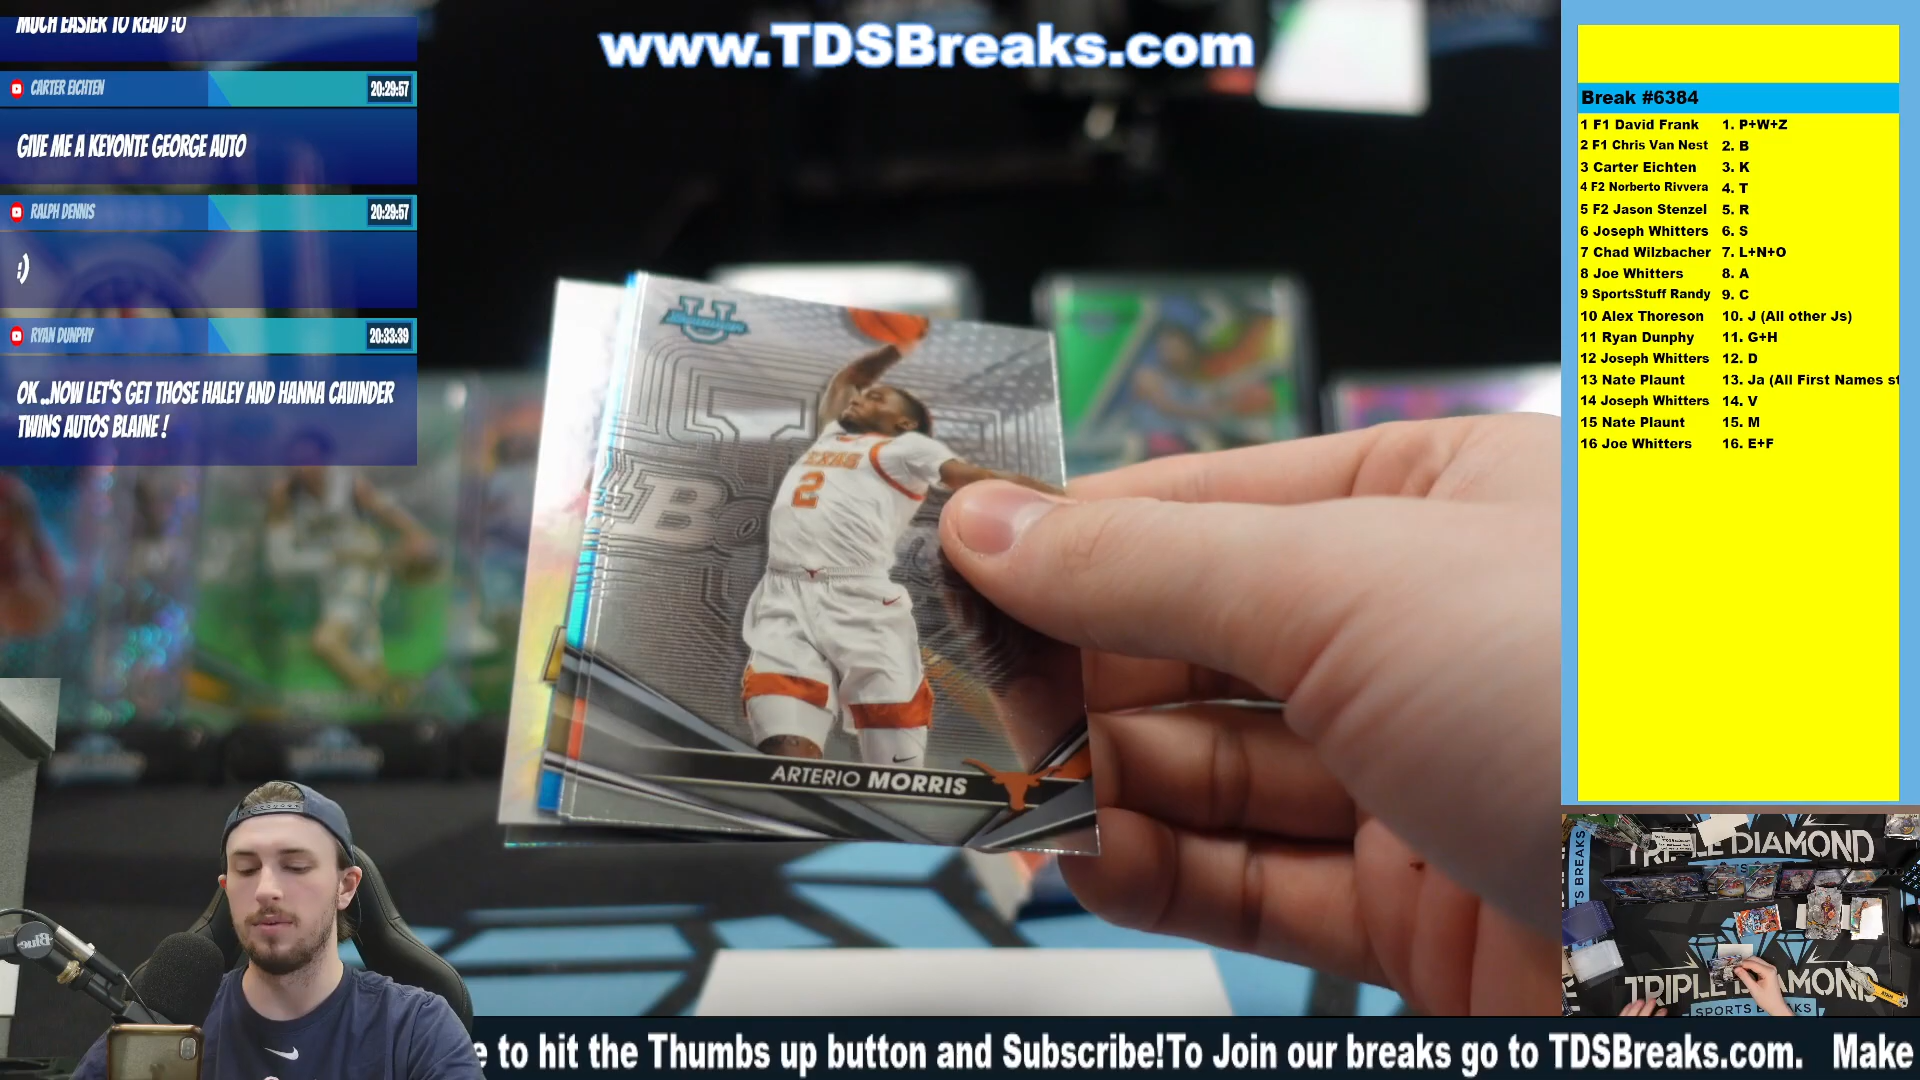 MUCH EASIER TO READ :O
CARTER EICHTEN
20:29:57
GIVE ME A KEYONTE GEORGE AUTO
RALPH DENNIS
20:29:57
:)
RYAN DUNPHY
20:33:39
OK ..NOW LET'S GET THOSE HALEY AND HANNA CAVINDER
TWINS AUTOS BLAINE !
www.TDSBreaks.com
U
TEXAS
2
ARTERIO MORRIS
Blue
Break #6384
1 F1 David Frank 1. P+W+Z
2 F1 Chris Van Nest 2. B
3 Carter Eichten 3. K
4 F2 Norberto Rivvera 4. T
5 F2 Jason Stenzel 5. R
6 Joseph Whitters 6. S
7 Chad Wilzbacher 7. L+N+O
8 Joe Whitters 8. A
9 SportsStuff Randy 9. C
10 Alex Thoreson 10. J (All other Js)
11 Ryan Dunphy 11. G+H
12 Joseph Whitters 12. D
13 Nate Plaunt 13. Ja (All First Names st
14 Joseph Whitters 14. V
15 Nate Plaunt 15. M
16 Joe Whitters 16. E+F
TRIPLE DIAMOND
TS BREAKS
TRIPLE DIAMOND
SPORTS BREAKS
e to hit the Thumbs up button and Subscribe!To Join our breaks go to TDSBreaks.com. Make